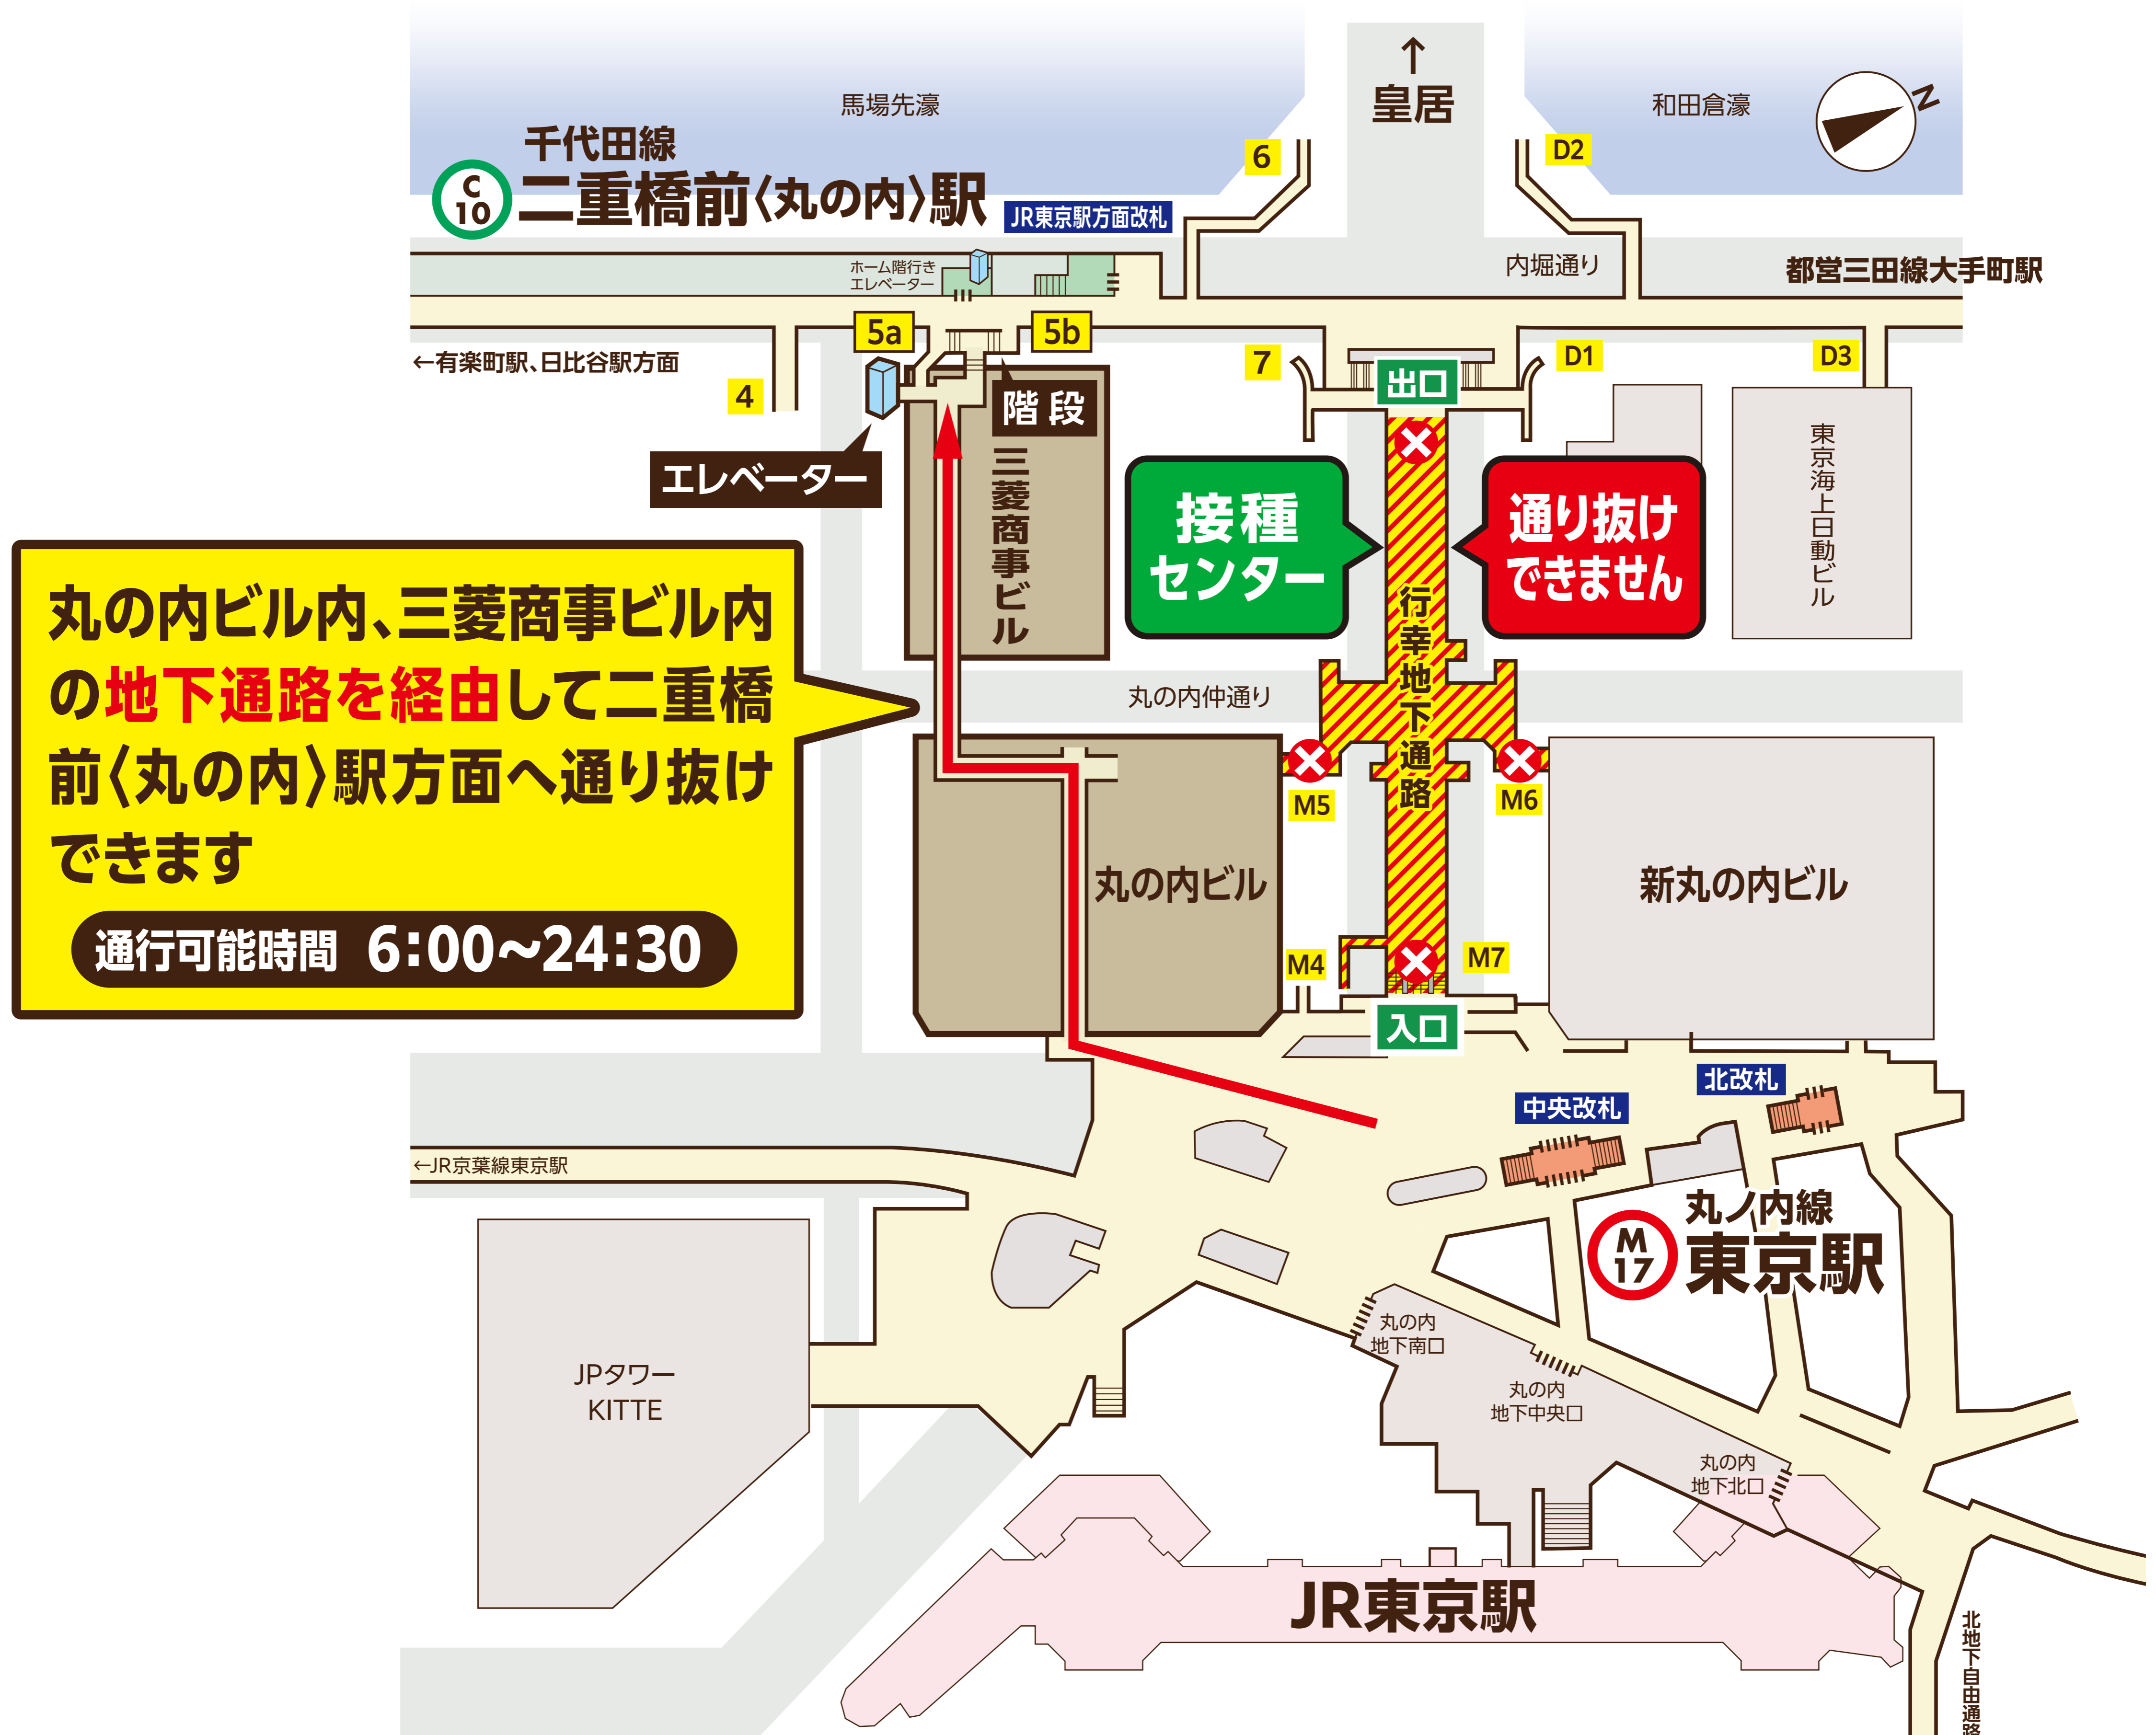 ↑
皇居
馬場先濠
和田倉濠
N
千代田線
C
10
二重橋前〈丸の内〉駅
JR東京駅方面改札
6
D2
ホーム階行き
エレベーター
内堀通り
都営三田線大手町駅
5a
5b
←有楽町駅、日比谷駅方面
4
7
出口
D1
D3
階段
エレベーター
三菱商事ビル
接種
センター
通り抜け
できません
東京海上日動ビル
行幸地下通路
丸の内ビル内、三菱商事ビル内
の地下通路を経由して二重橋
前〈丸の内〉駅方面へ通り抜け
できます
通行可能時間 6:00〜24:30
丸の内仲通り
M5
M6
丸の内ビル
新丸の内ビル
M4
M7
入口
北改札
中央改札
←JR京葉線東京駅
丸ノ内線
M
17
東京駅
丸の内
地下南口
丸の内
地下中央口
丸の内
地下北口
JPタワー
KITTE
JR東京駅
北地下自由通路